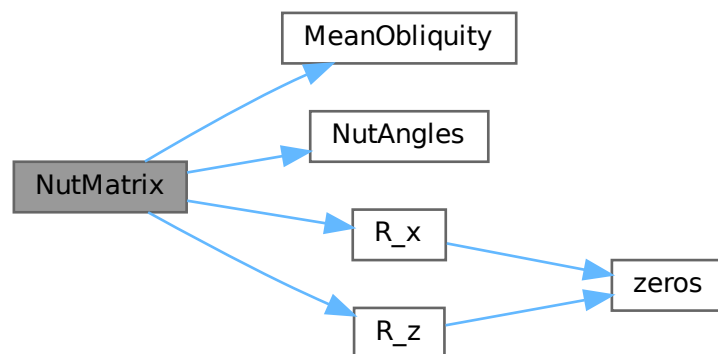 MeanObliquity
NutAngles
NutMatrix
R_x
zeros
R_z